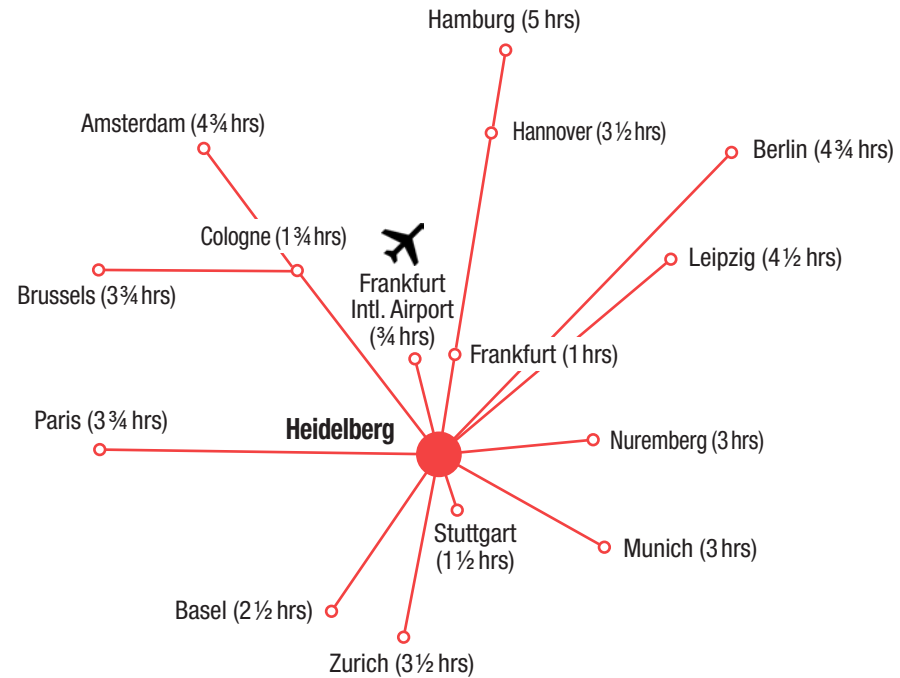 Hamburg (5 hrs)
Amsterdam (4¾ hrs)
Hannover (3½ hrs)
Berlin (4¾ hrs)
Cologne (1¾ hrs)
Leipzig (4½ hrs)
Brussels (3¾ hrs)
Frankfurt
Intl. Airport
(¾ hrs)
Frankfurt (1 hrs)
Paris (3¾ hrs)
Heidelberg
Nuremberg (3 hrs)
Stuttgart
(1½ hrs)
Munich (3 hrs)
Basel (2½ hrs)
Zurich (3½ hrs)